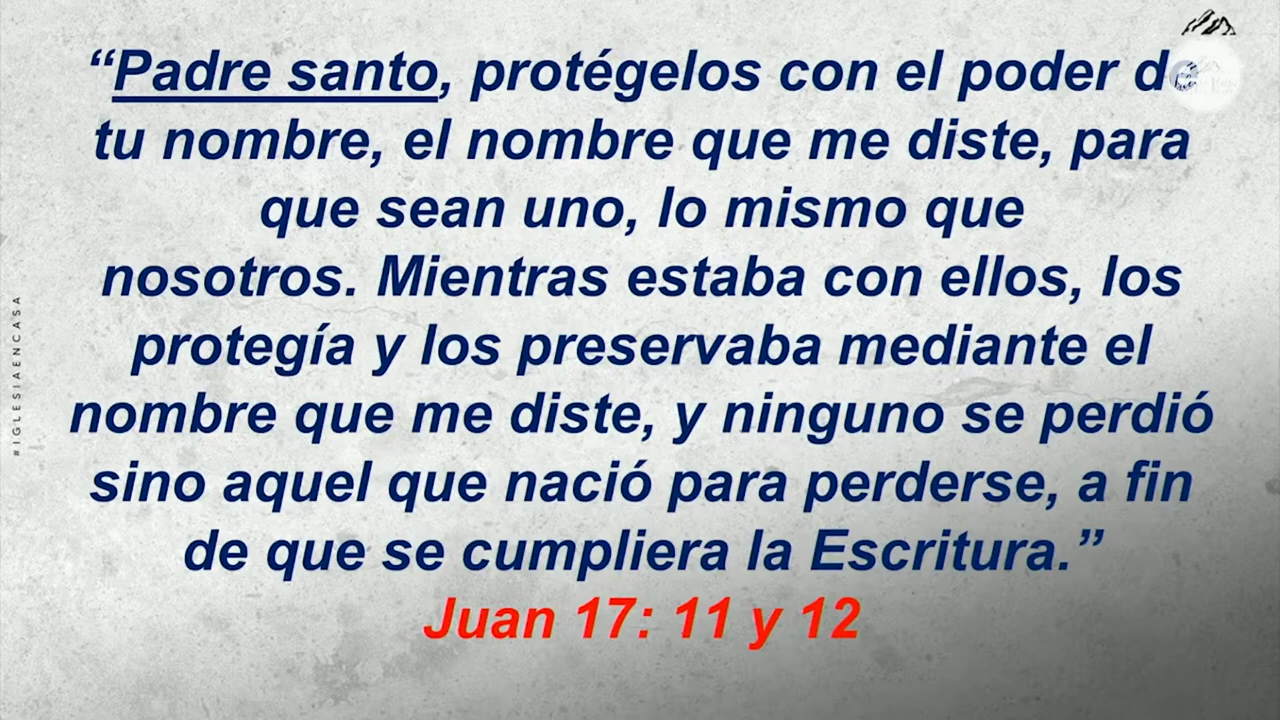 “Padre santo, protégelos con el poder de
tu nombre, el nombre que me diste, para
que sean uno, lo mismo que
nosotros. Mientras estaba con ellos, los
protegía y los preservaba mediante el
nombre que me diste, y ninguno se perdió
sino aquel que nació para perderse, a fin
de que se cumpliera la Escritura.”
Juan 17: 11 y 12
#IGLESIAENCASA